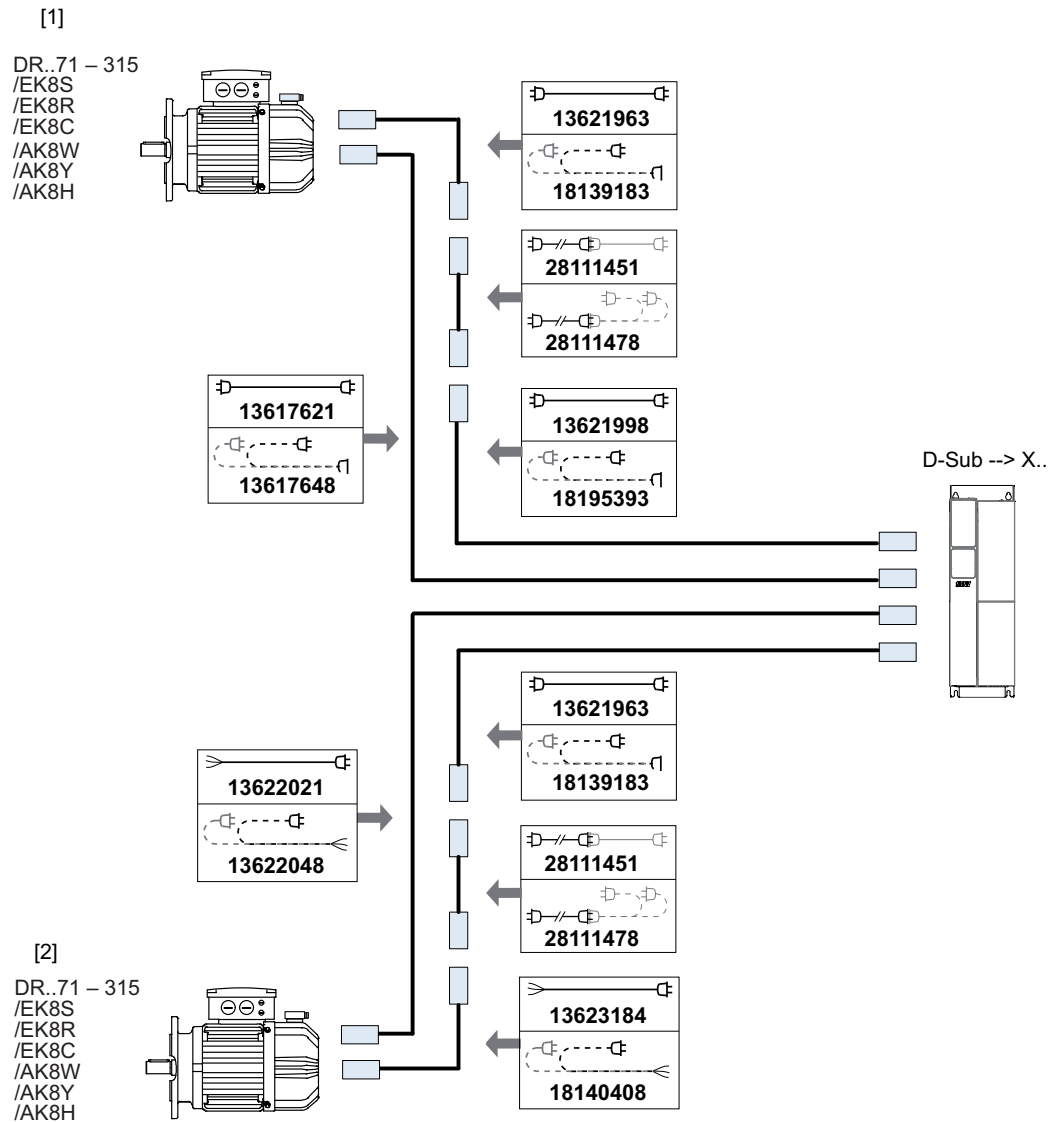 [1]
DR..71 – 315
/EK8S
/EK8R
/EK8C
/AK8W
/AK8Y
/AK8H
13621963
18139183
28111451
28111478
13617621
13617648
13621998
18195393
D-Sub --> X..
13621963
18139183
13622021
13622048
28111451
28111478
[2]
DR..71 – 315
/EK8S
/EK8R
/EK8C
/AK8W
/AK8Y
/AK8H
13623184
18140408